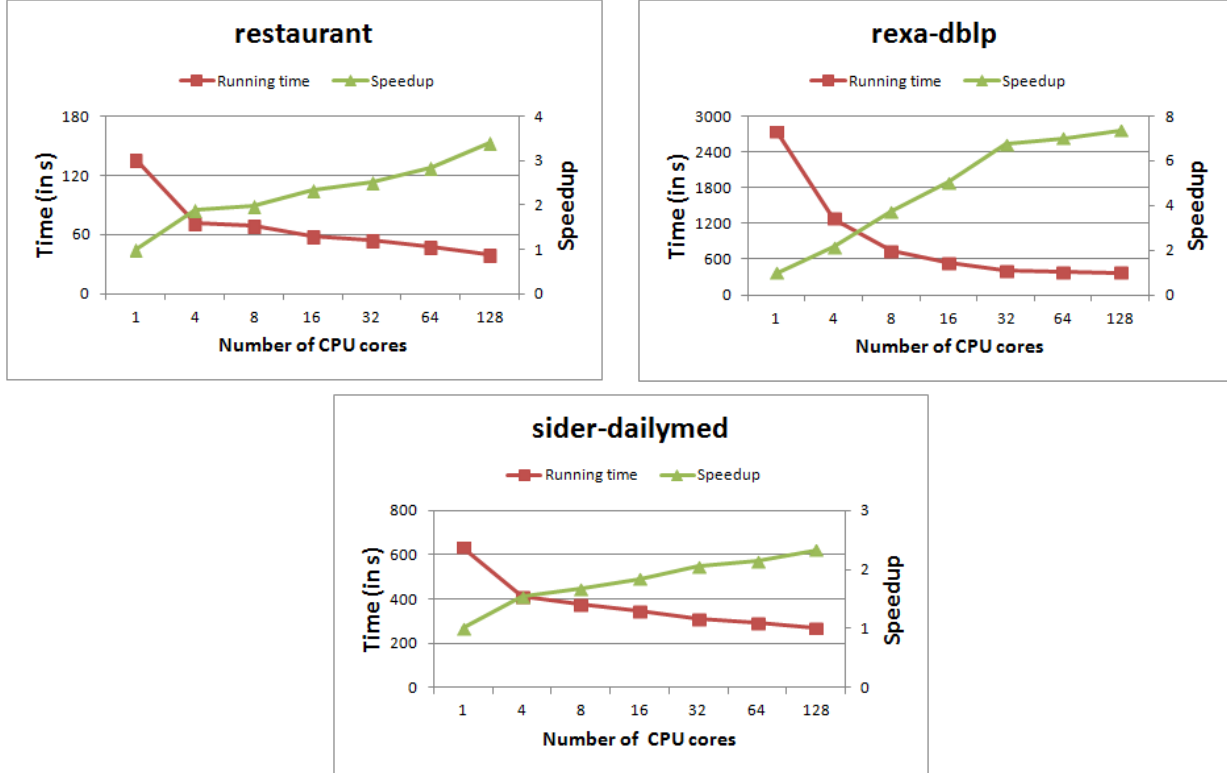 restaurant
Running time Speedup
180
120
60
0
4
3
2
1
0
Time (in s)
Speedup
1 4 8 16 32 64 128
Number of CPU cores
rexa-dblp
Running time Speedup
3000
2400
1800
1200
600
0
8
6
4
2
0
Time (in s)
Speedup
1 4 8 16 32 64 128
Number of CPU cores
sider-dailymed
Running time Speedup
800
600
400
200
0
3
2
1
0
Time (in s)
Speedup
1 4 8 16 32 64 128
Number of CPU cores